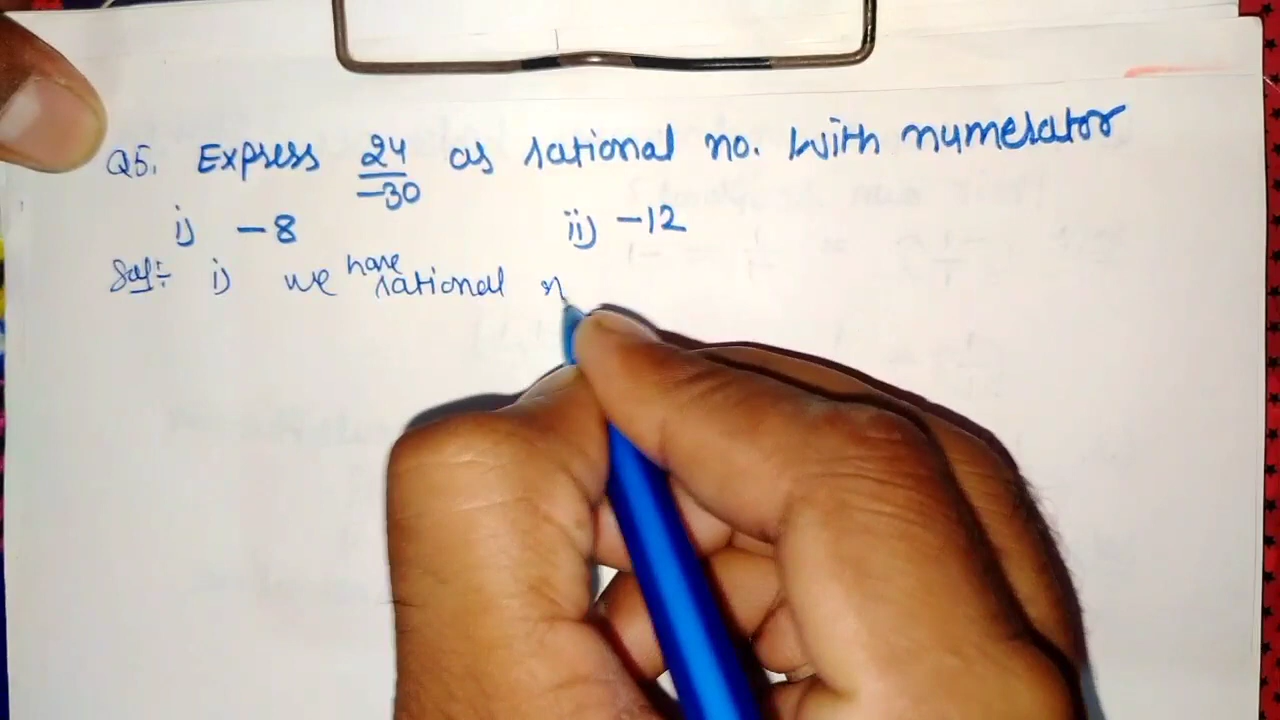 Q5. Express 24/-30 as rational no. with numerator
i) -8 ii) -12
Sol:- i) we have rational n